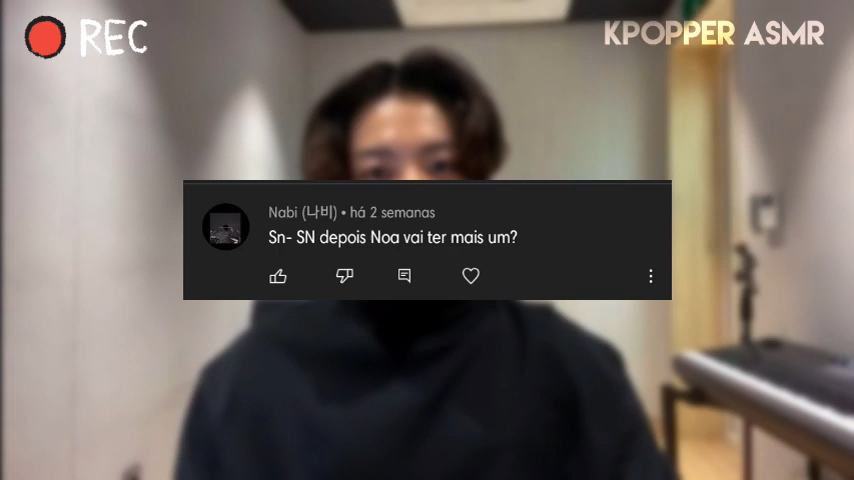 REC
KPOPPER ASMR
Nabi (나비) • há 2 semanas
Sn- SN depois Noa vai ter mais um?